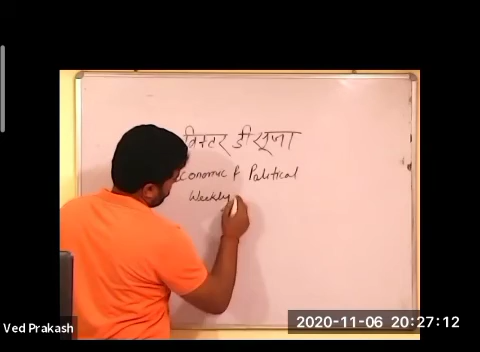 विक्टर डी सूजा
Economic & Political
Weekly
Ved Prakash
2020-11-06 20:27:12